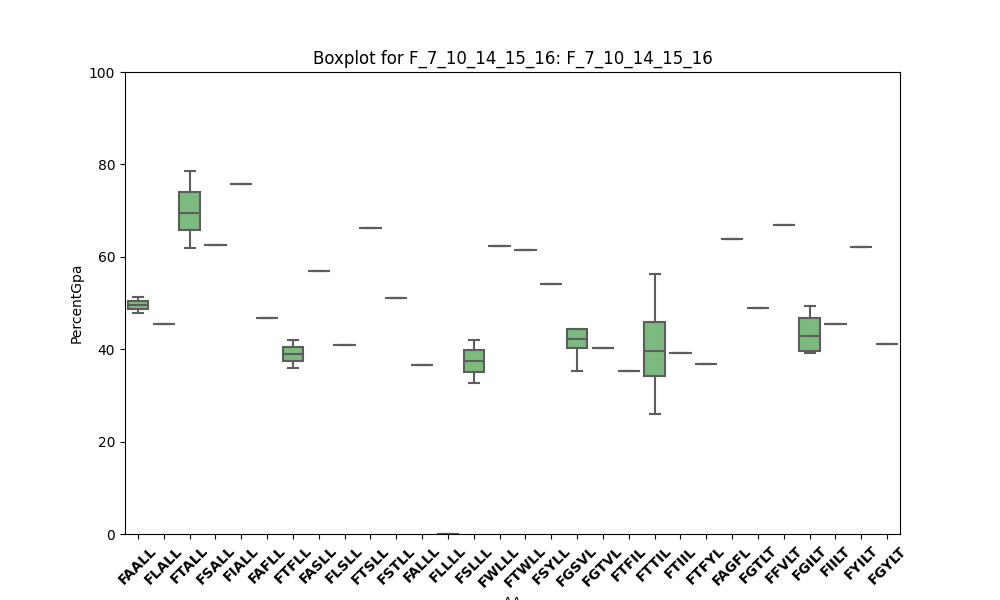 Boxplot for F_7_10_14_15_16: F_7_10_14_15_16
PercentGpa
100
80
60
40
20
0
FAALL
FLALL
FTALL
FSALL
FIALL
FAFLL
FTFLL
FASLL
FLSLL
FTSLL
FSTLL
FALLL
FLLLL
FSLLL
FWLLL
FTWLL
FSYLL
FGSVL
FGTVL
FTFIL
FTTIL
FTIIL
FTFYL
FAGFL
FGTLT
FFVLT
FGILT
FIILT
FYILT
FGYLT
AA